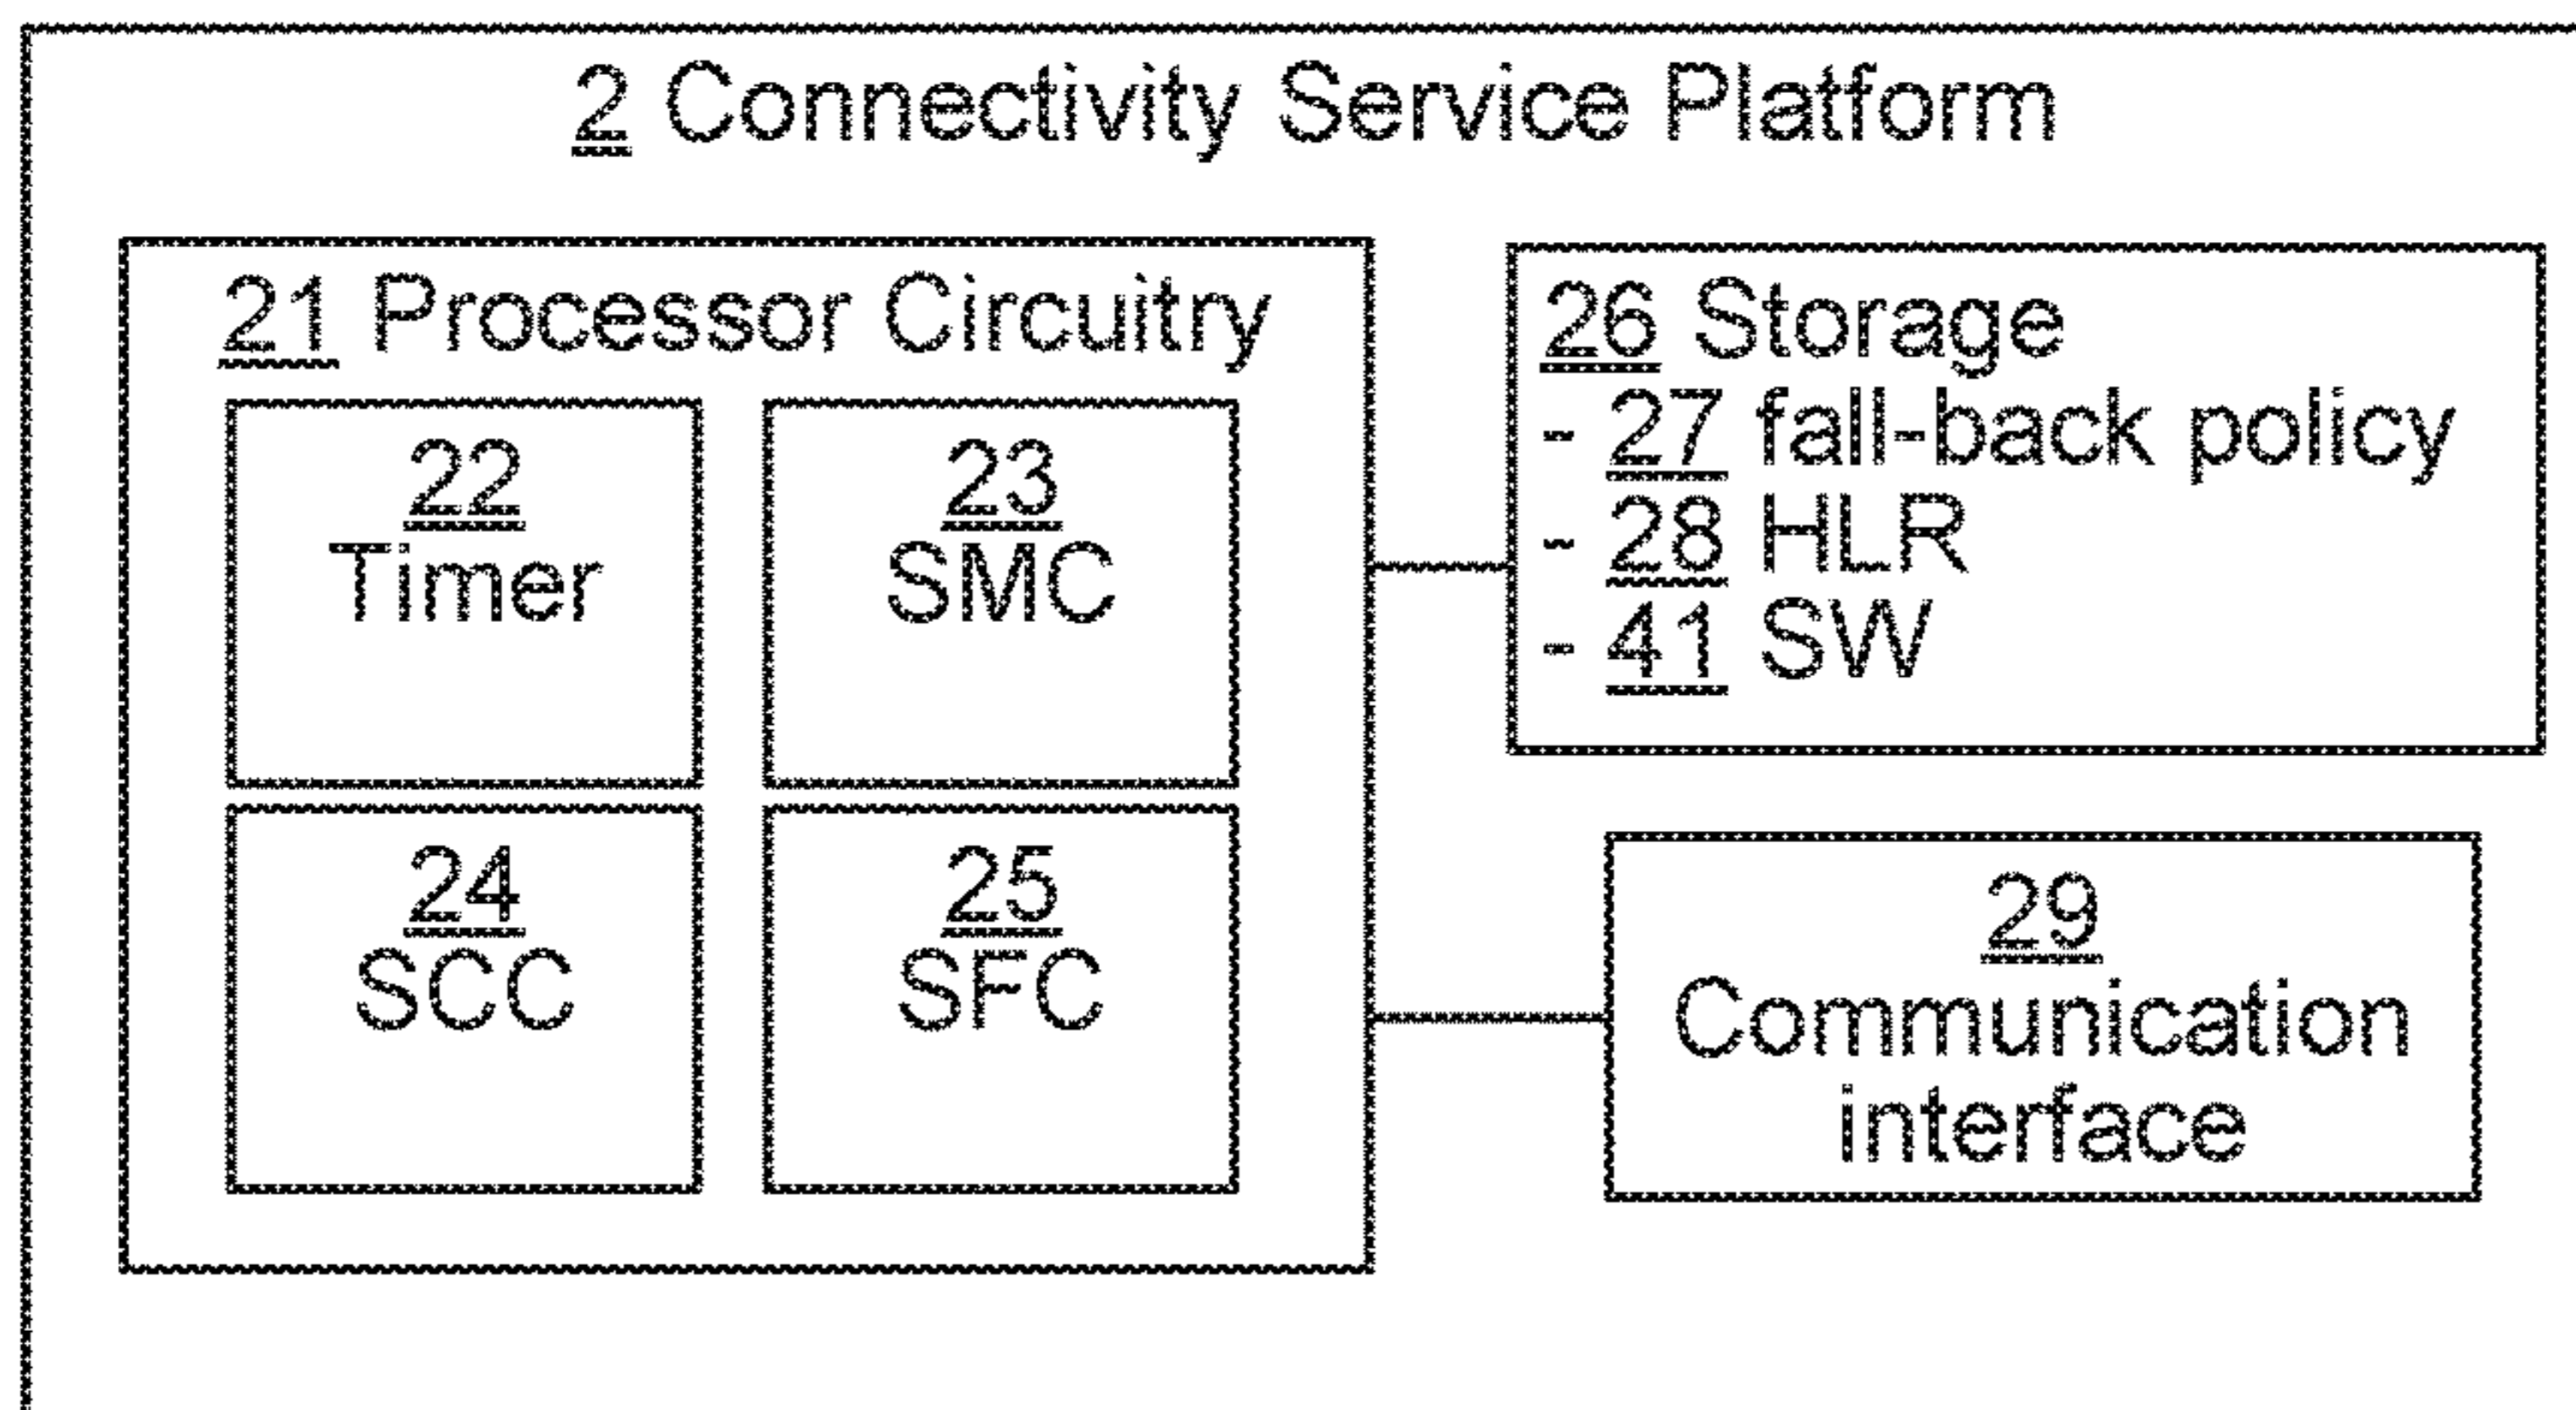 2 Connectivity Service Platform
21 Processor Circuitry
22
Timer
23
SMC
24
SCC
25
SFC
26 Storage
- 27 fall-back policy
- 28 HLR
- 41 SW
29
Communication
interface